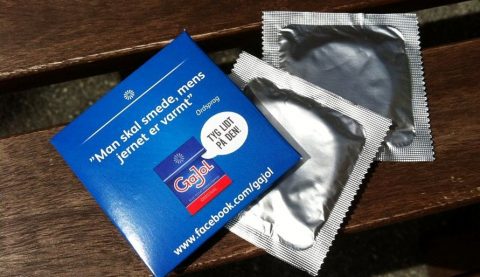 "Man skal smede, mens
jernet er varmt"
Ordsprog
TYG LIDT
PÅ DEN!
GaJol
www.facebook.com/gajol